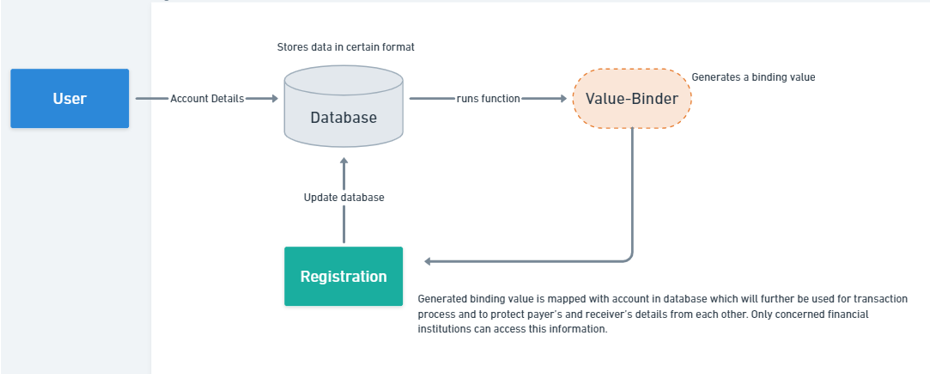 Stores data in certain format
User
Account Details
Database
runs function
Value-Binder
Generates a binding value
Update database
Registration
Generated binding value is mapped with account in database which will further be used for transaction
process and to protect payer's and receiver's details from each other. Only concerned financial
institutions can access this information.